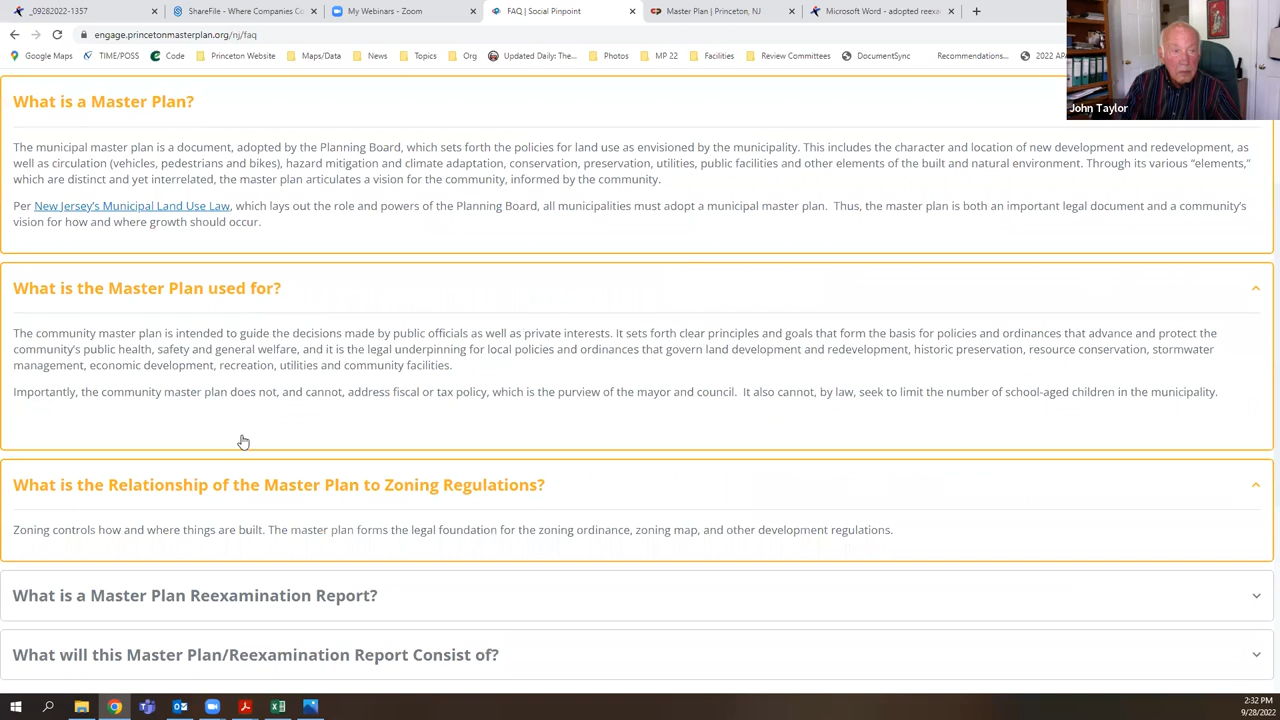 _09282022-1357
ShareFile - Where Companies Co
My Webinars - Zoom
FAQ | Social Pinpoint
Master Plan | Princeton, NJ
Microsoft Word - adopted reexa
engage.princetonmasterplan.org/nj/faq
Google Maps
TIME/POSS
Code
Princeton Website
Maps/Data
News
Topics
Org
Updated Daily: The...
Photos
MP 22
Facilities
Review Committees
DocumentSync
Recommendations...
2022 AP
John Taylor
What is a Master Plan?
The municipal master plan is a document, adopted by the Planning Board, which sets forth the policies for land use as envisioned by the municipality. This includes the character and location of new development and redevelopment, as
well as circulation (vehicles, pedestrians and bikes), hazard mitigation and climate adaptation, conservation, preservation, utilities, public facilities and other elements of the built and natural environment. Through its various “elements,”
which are distinct and yet interrelated, the master plan articulates a vision for the community, informed by the community.
Per New Jersey’s Municipal Land Use Law, which lays out the role and powers of the Planning Board, all municipalities must adopt a municipal master plan. Thus, the master plan is both an important legal document and a community’s
vision for how and where growth should occur.
What is the Master Plan used for?
The community master plan is intended to guide the decisions made by public officials as well as private interests. It sets forth clear principles and goals that form the basis for policies and ordinances that advance and protect the
community’s public health, safety and general welfare, and it is the legal underpinning for local policies and ordinances that govern land development and redevelopment, historic preservation, resource conservation, stormwater
management, economic development, recreation, utilities and community facilities.
Importantly, the community master plan does not, and cannot, address fiscal or tax policy, which is the purview of the mayor and council. It also cannot, by law, seek to limit the number of school-aged children in the municipality.
What is the Relationship of the Master Plan to Zoning Regulations?
Zoning controls how and where things are built. The master plan forms the legal foundation for the zoning ordinance, zoning map, and other development regulations.
What is a Master Plan Reexamination Report?
What will this Master Plan/Reexamination Report Consist of?
2:32 PM
9/28/2022